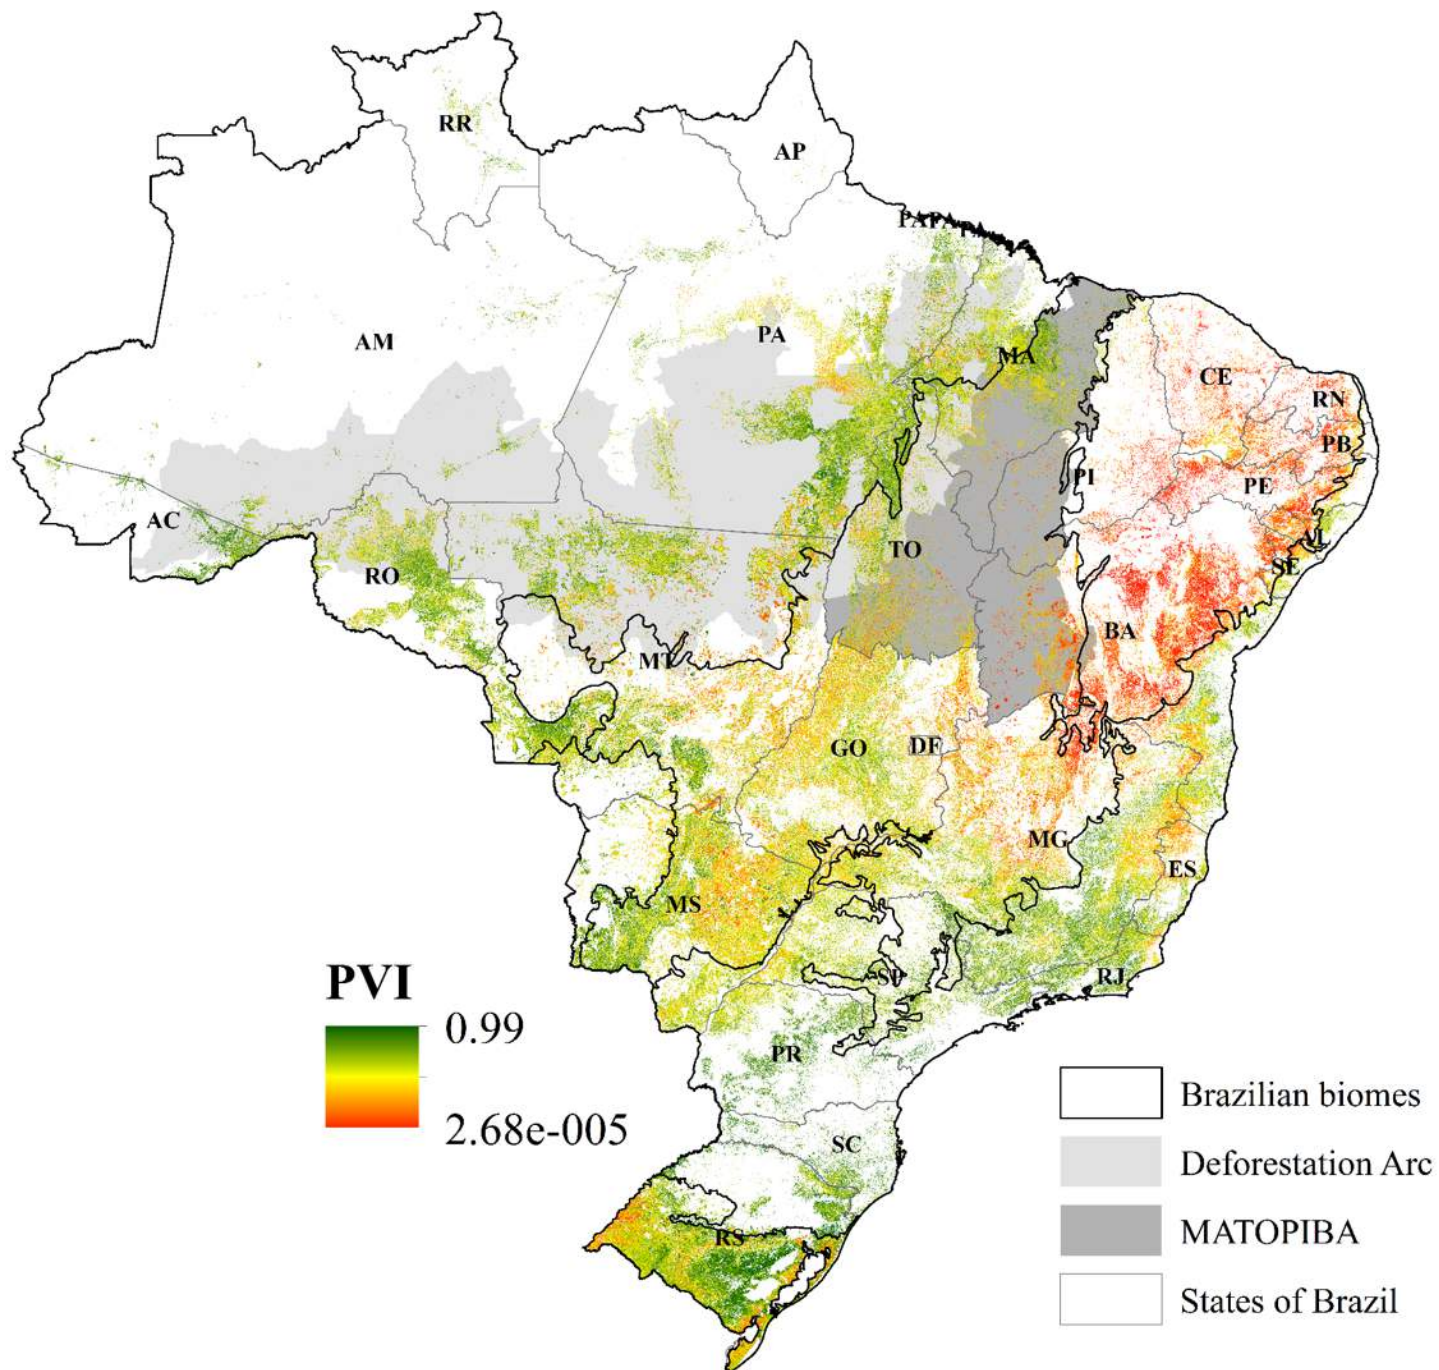 RR
AP
PAPA PA
AM
PA
MA
CE
RN
PB
PI
PE
AC
TO
AL
RO
SE
BA
MT
GO
DF
MG
ES
MS
PVI
SP
RJ
0.99
PR
Brazilian biomes
2.68e-005
SC
Deforestation Arc
RS
MATOPIBA
States of Brazil